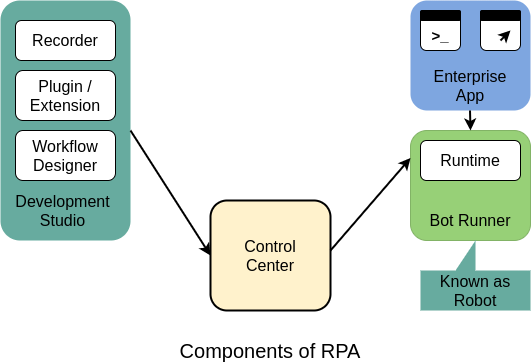 Recorder
Plugin /
Extension
Workflow
Designer
Development
Studio
Control
Center
>_
Enterprise
App
Runtime
Bot Runner
Known as
Robot
Components of RPA